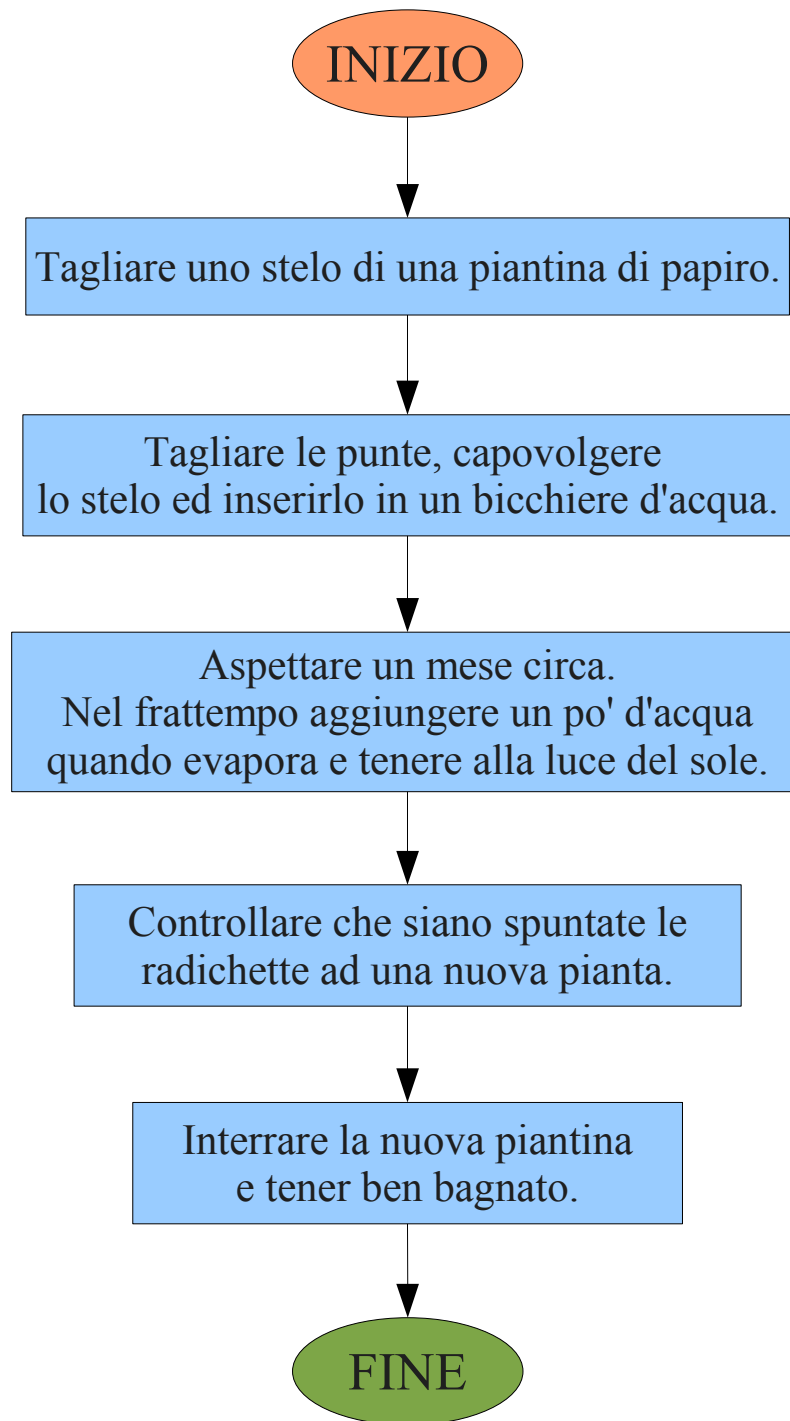 INIZIO
Tagliare uno stelo di una piantina di papiro.
Tagliare le punte, capovolgere
lo stelo ed inserirlo in un bicchiere d'acqua.
Aspettare un mese circa.
Nel frattempo aggiungere un po' d'acqua
quando evapora e tenere alla luce del sole.
Controllare che siano spuntate le
radichette ad una nuova pianta.
Interrare la nuova piantina
e tener ben bagnato.
FINE